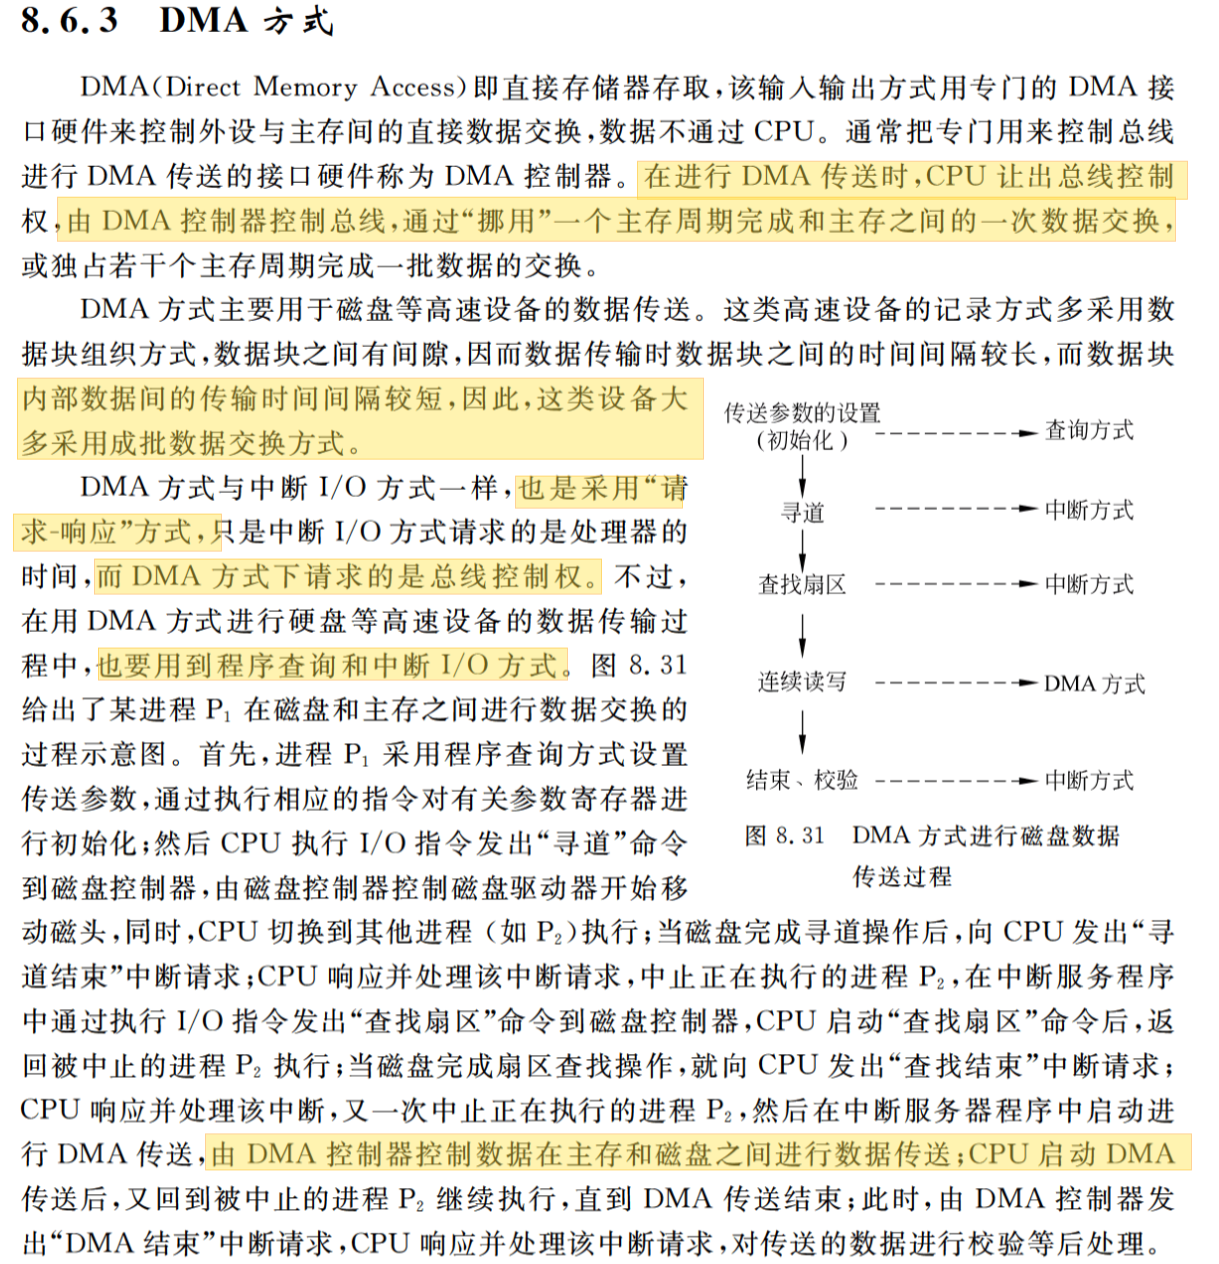 8.6.3 DMA 方式
DMA(Direct Memory Access)即直接存储器存取,该输入输出方式用专门的 DMA 接
口硬件来控制外设与主存间的直接数据交换,数据不通过 CPU。通常把专门用来控制总线
进行 DMA 传送的接口硬件称为 DMA 控制器。在进行 DMA 传送时,CPU 让出总线控制
权,由 DMA 控制器控制总线,通过“挪用”一个主存周期完成和主存之间的一次数据交换,
或独占若干个主存周期完成一批数据的交换。
DMA 方式主要用于磁盘等高速设备的数据传送。这类高速设备的记录方式多采用数
据块组织方式,数据块之间有间隙,因而数据传输时数据块之间的时间间隔较长,而数据块
内部数据间的传输时间间隔较短,因此,这类设备大
多采用成批数据交换方式。
DMA 方式与中断 I/O 方式一样,也是采用“请
求-响应”方式,只是中断 I/O 方式请求的是处理器的
时间,而 DMA 方式下请求的是总线控制权。不过,
在用 DMA 方式进行硬盘等高速设备的数据传输过
程中,也要用到程序查询和中断 I/O 方式。图 8.31
给出了某进程 P₁ 在磁盘和主存之间进行数据交换的
过程示意图。首先,进程 P₁ 采用程序查询方式设置
传送参数,通过执行相应的指令对有关参数寄存器进
行初始化;然后 CPU 执行 I/O 指令发出“寻道”命令
到磁盘控制器,由磁盘控制器控制磁盘驱动器开始移
传送参数的设置
(初始化) 查询方式
寻道 中断方式
查找扇区 中断方式
连续读写 DMA 方式
结束、校验 中断方式
图 8.31 DMA 方式进行磁盘数据
传送过程
动磁头,同时,CPU 切换到其他进程(如 P₂)执行;当磁盘完成寻道操作后,向 CPU 发出“寻
道结束”中断请求;CPU 响应并处理该中断请求,中止正在执行的进程 P₂,在中断服务程序
中通过执行 I/O 指令发出“查找扇区”命令到磁盘控制器,CPU 启动“查找扇区”命令后,返
回被中止的进程 P₂ 执行;当磁盘完成扇区查找操作,就向 CPU 发出“查找结束”中断请求;
CPU 响应并处理该中断,又一次中止正在执行的进程 P₂,然后在中断服务器程序中启动进
行 DMA 传送,由 DMA 控制器控制数据在主存和磁盘之间进行数据传送;CPU 启动 DMA
传送后,又回到被中止的进程 P₂ 继续执行,直到 DMA 传送结束;此时,由 DMA 控制器发
出“DMA 结束”中断请求,CPU 响应并处理该中断请求,对传送的数据进行校验等后处理。